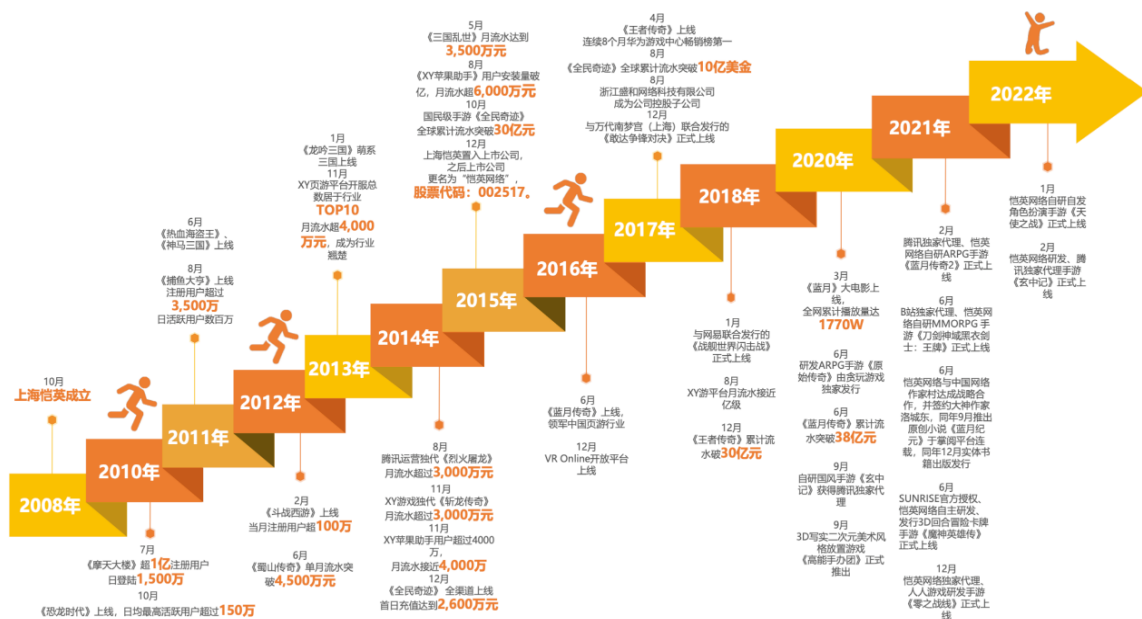 2008年
10月
上海恺英成立
2010年
7月
《摩天大楼》超1亿注册用户
日登陆1,500万
10月
《恐龙时代》上线，日均最高活跃用户超过150万
2011年
6月
《热血海盗王》、
《神马三国》上线
8月
《捕鱼大亨》上线
注册用户超过
3,500万
日活跃用户数百万
2012年
2月
《斗战西游》上线
当月注册用户超100万
6月
《蜀山传奇》单月流水突
破4,500万元
2013年
1月
《龙吟三国》萌系
三国上线
11月
XY页游平台开服总
数居于行业
TOP10
月流水超4,000
万元，成为行业
翘楚
2014年
8月
腾讯运营独代《烈火屠龙》
月流水超过3,000万元
11月
XY游戏独代《斩龙传奇》
月流水超过3,000万元
11月
XY苹果助手用户超过4000
万，
月流水接近4,000万
12月
《全民奇迹》 全渠道上线
首日充值达到2,600万元
2015年
5月
《三国乱世》月流水达到
3,500万元
8月
《XY苹果助手》用户安装量破
亿，月流水超6,000万元
10月
国民级手游《全民奇迹》
全球累计流水突破30亿元
12月
上海恺英置入上市公司，
之后上市公司
更名为“恺英网络”，
股票代码：002517。
2016年
6月
《蓝月传奇》上线，
领军中国页游行业
12月
VR Online开放平台
上线
2017年
4月
《王者传奇》上线
连续8个月华为游戏中心畅销榜第一
8月
《全民奇迹》全球累计流水突破10亿美金
8月
浙江盛和网络科技有限公司
成为公司控股子公司
12月
与万代南梦宫（上海）联合发行的
《敢达争锋对决》正式上线
2018年
1月
与网易联合发行的
《战舰世界闪击战》
正式上线
8月
XY游平台月流水接近
亿级
12月
《王者传奇》累计流
水破30亿元
2020年
3月
《蓝月》大电影上
线，
全网累计播放量达
1770W
6月
研发ARPG手游《原
始传奇》由贪玩游戏
独家发行
6月
《蓝月传奇》累计流
水突破38亿元
9月
自研国风手游《玄中
记》获得腾讯独家代
理
9月
3D写实二次元美术风
格放置游戏
《高能手办团》正式
推出
2021年
2月
腾讯独家代理、恺英
网络自研ARPG手游
《蓝月传奇2》正式上
线
6月
B站独家代理、恺英网
络自研MMORPG 手
游《刀剑神域黑衣剑
士：王牌》正式上线
6月
恺英网络与中国网络
作家村达成战略合
作，并签约大神作家
洛城东，同年9月推出
原创小说《蓝月纪
元》于掌阅平台连
载，同年12月实体书
籍出版发行
6月
SUNRISE官方授权、
恺英网络自主研发、
发行3D回合冒险卡牌
手游《魔神英雄传》
正式上线
12月
恺英网络独家代理、
人人游戏研发手游
《零之战线》正式上
线
2022年
1月
恺英网络自研自发
角色扮演手游《天
使之战》正式上线
2月
恺英网络研发、腾
讯独家代理手游
《玄中记》正式上
线